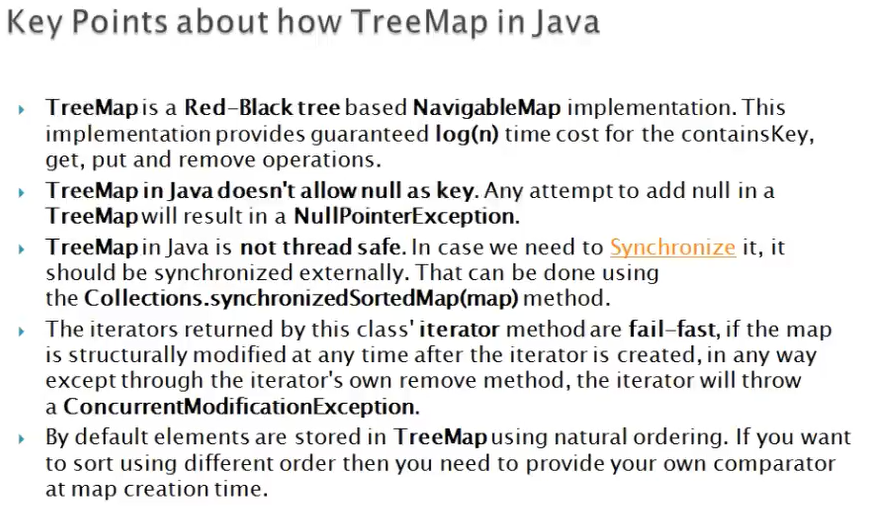 Key Points about how TreeMap in Java
TreeMap is a Red-Black tree based NavigableMap implementation. This
implementation provides guaranteed log(n) time cost for the containsKey,
get, put and remove operations.
TreeMap in Java doesn't allow null as key. Any attempt to add null in a
TreeMap will result in a NullPointerException.
TreeMap in Java is not thread safe. In case we need to Synchronize it, it
should be synchronized externally. That can be done using
the Collections.synchronizedSortedMap(map) method.
The iterators returned by this class' iterator method are fail-fast, if the map
is structurally modified at any time after the iterator is created, in any way
except through the iterator's own remove method, the iterator will throw
a ConcurrentModificationException.
By default elements are stored in TreeMap using natural ordering. If you want
to sort using different order then you need to provide your own comparator
at map creation time.